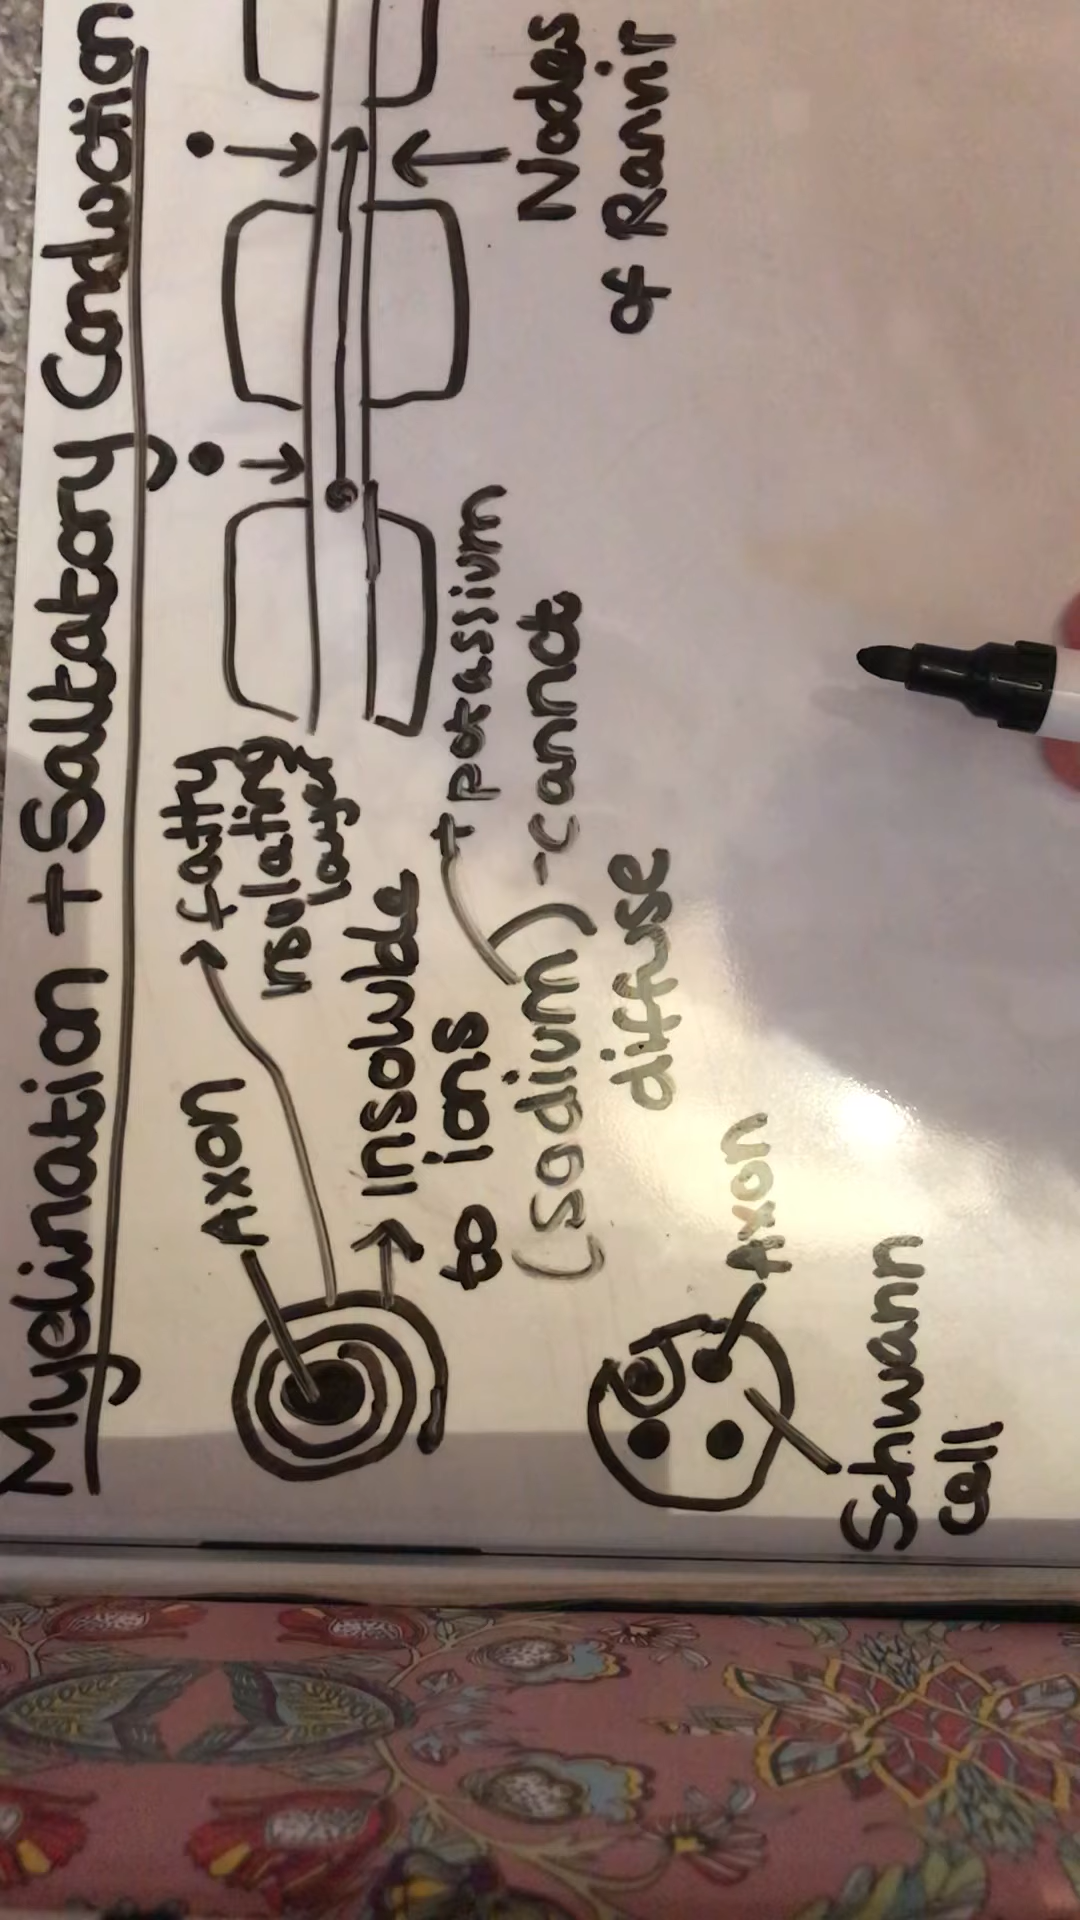 Myelination + Saltatory Conduction
Axon
fatty
insulating
layer
insoluble
to ions
(sodium)
+ potassium
-cannot
diffuse
Nodes
of Ranvir
Axon
Schwann
cell